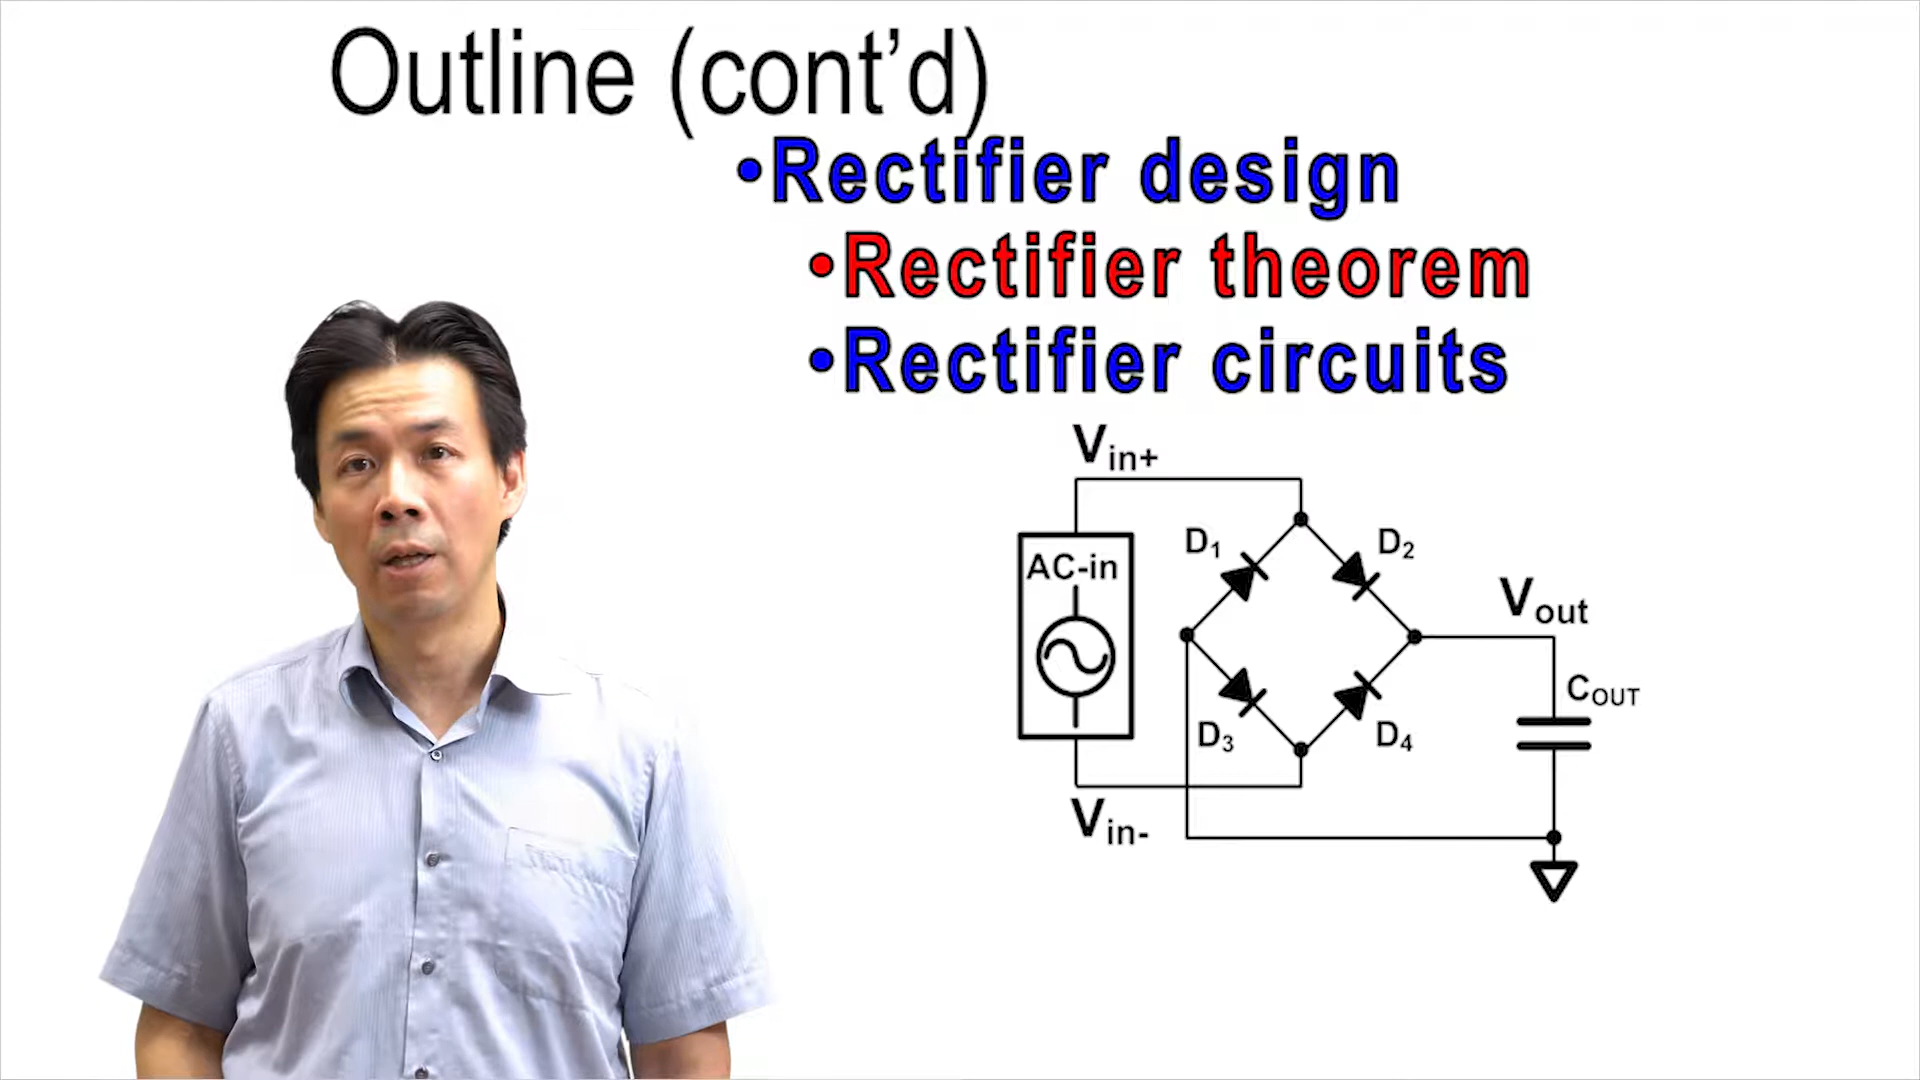 Outline (cont’d)
•Rectifier design
•Rectifier theorem
•Rectifier circuits
Vin+
D1
D2
AC-in
Vout
COUT
D3
D4
Vin-